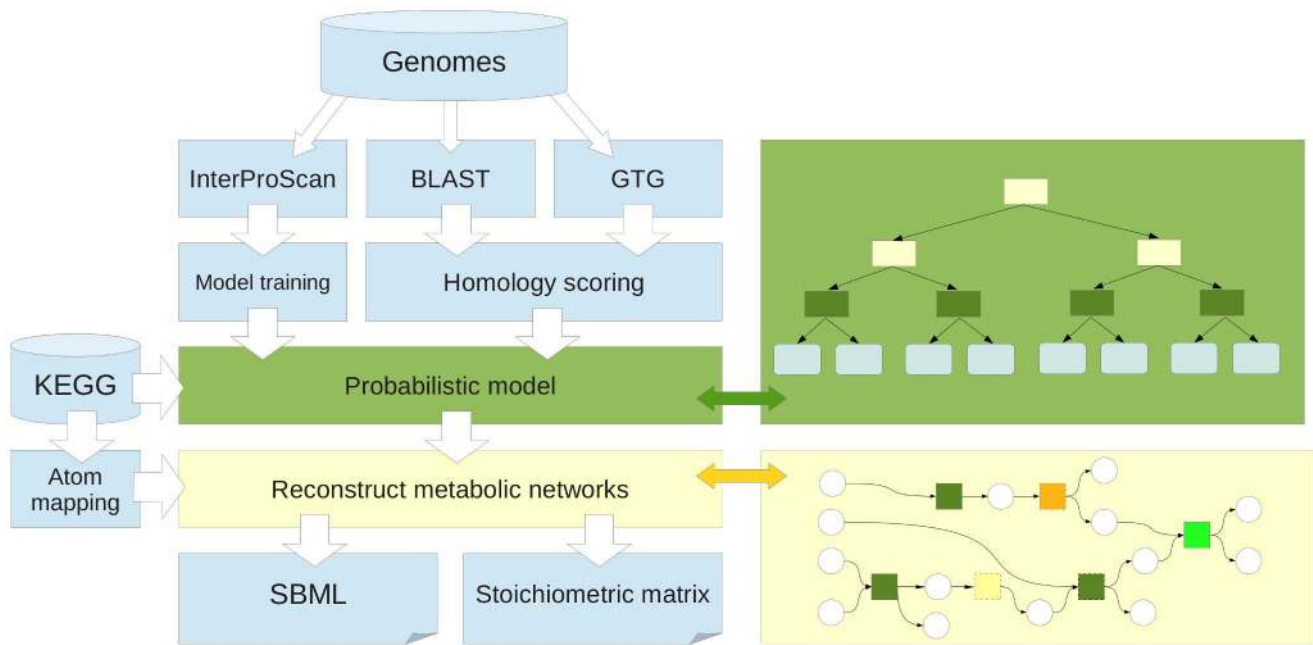 Genomes
InterProScan
BLAST
GTG
Model training
Homology scoring
KEGG
Probabilistic model
Atom
mapping
Reconstruct metabolic networks
SBML
Stoichiometric matrix